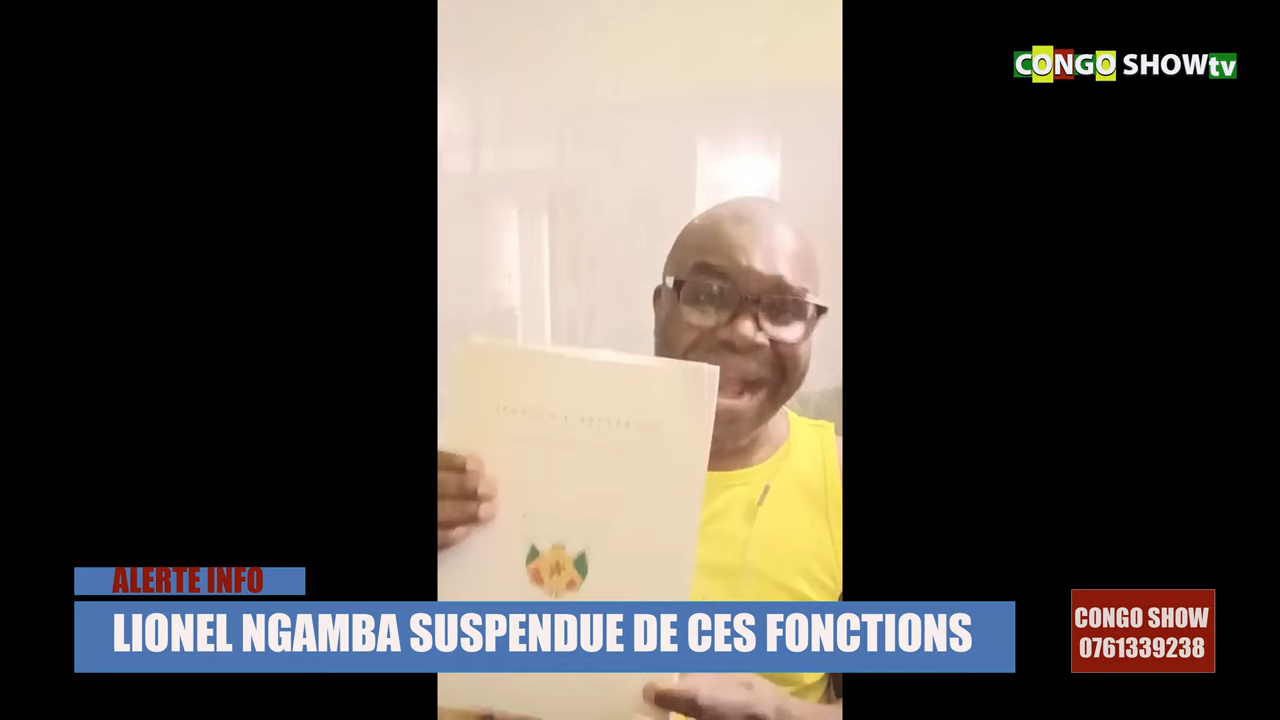 CONGO SHOWtv
ALERTE INFO
LIONEL NGAMBA SUSPENDUE DE CES FONCTIONS
CONGO SHOW
0761339238